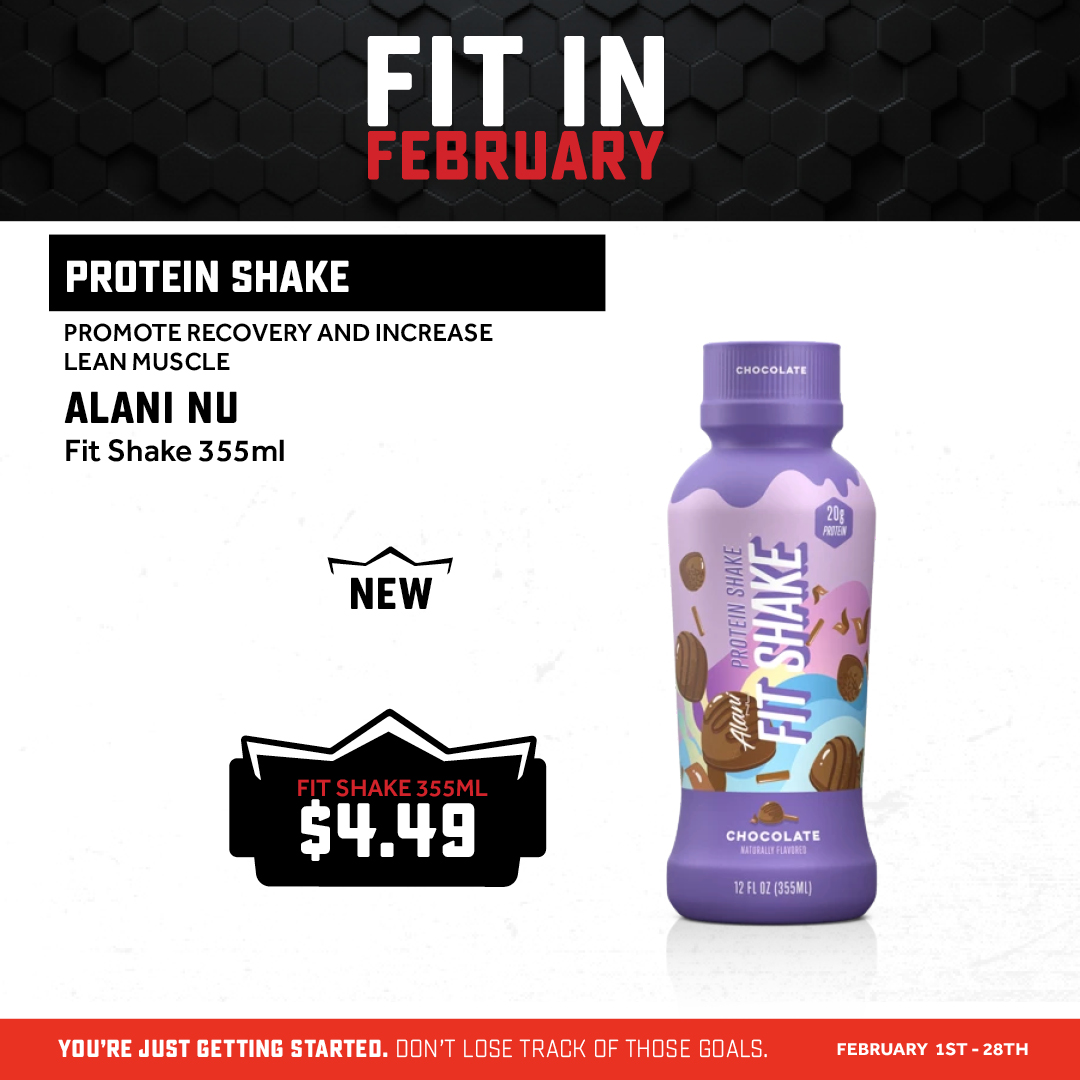 FIT IN
FEBRUARY
PROTEIN SHAKE
PROMOTE RECOVERY AND INCREASE
LEAN MUSCLE
ALANI NU
Fit Shake 355ml
NEW
FIT SHAKE 355ML
$4.49
CHOCOLATE
20g
PROTEIN
PROTEIN SHAKE
FIT SHAKE
Alani
CHOCOLATE
NATURALLY FLAVORED
12 FL OZ (355ML)
YOU'RE JUST GETTING STARTED. DON'T LOSE TRACK OF THOSE GOALS.
FEBRUARY 1ST - 28TH